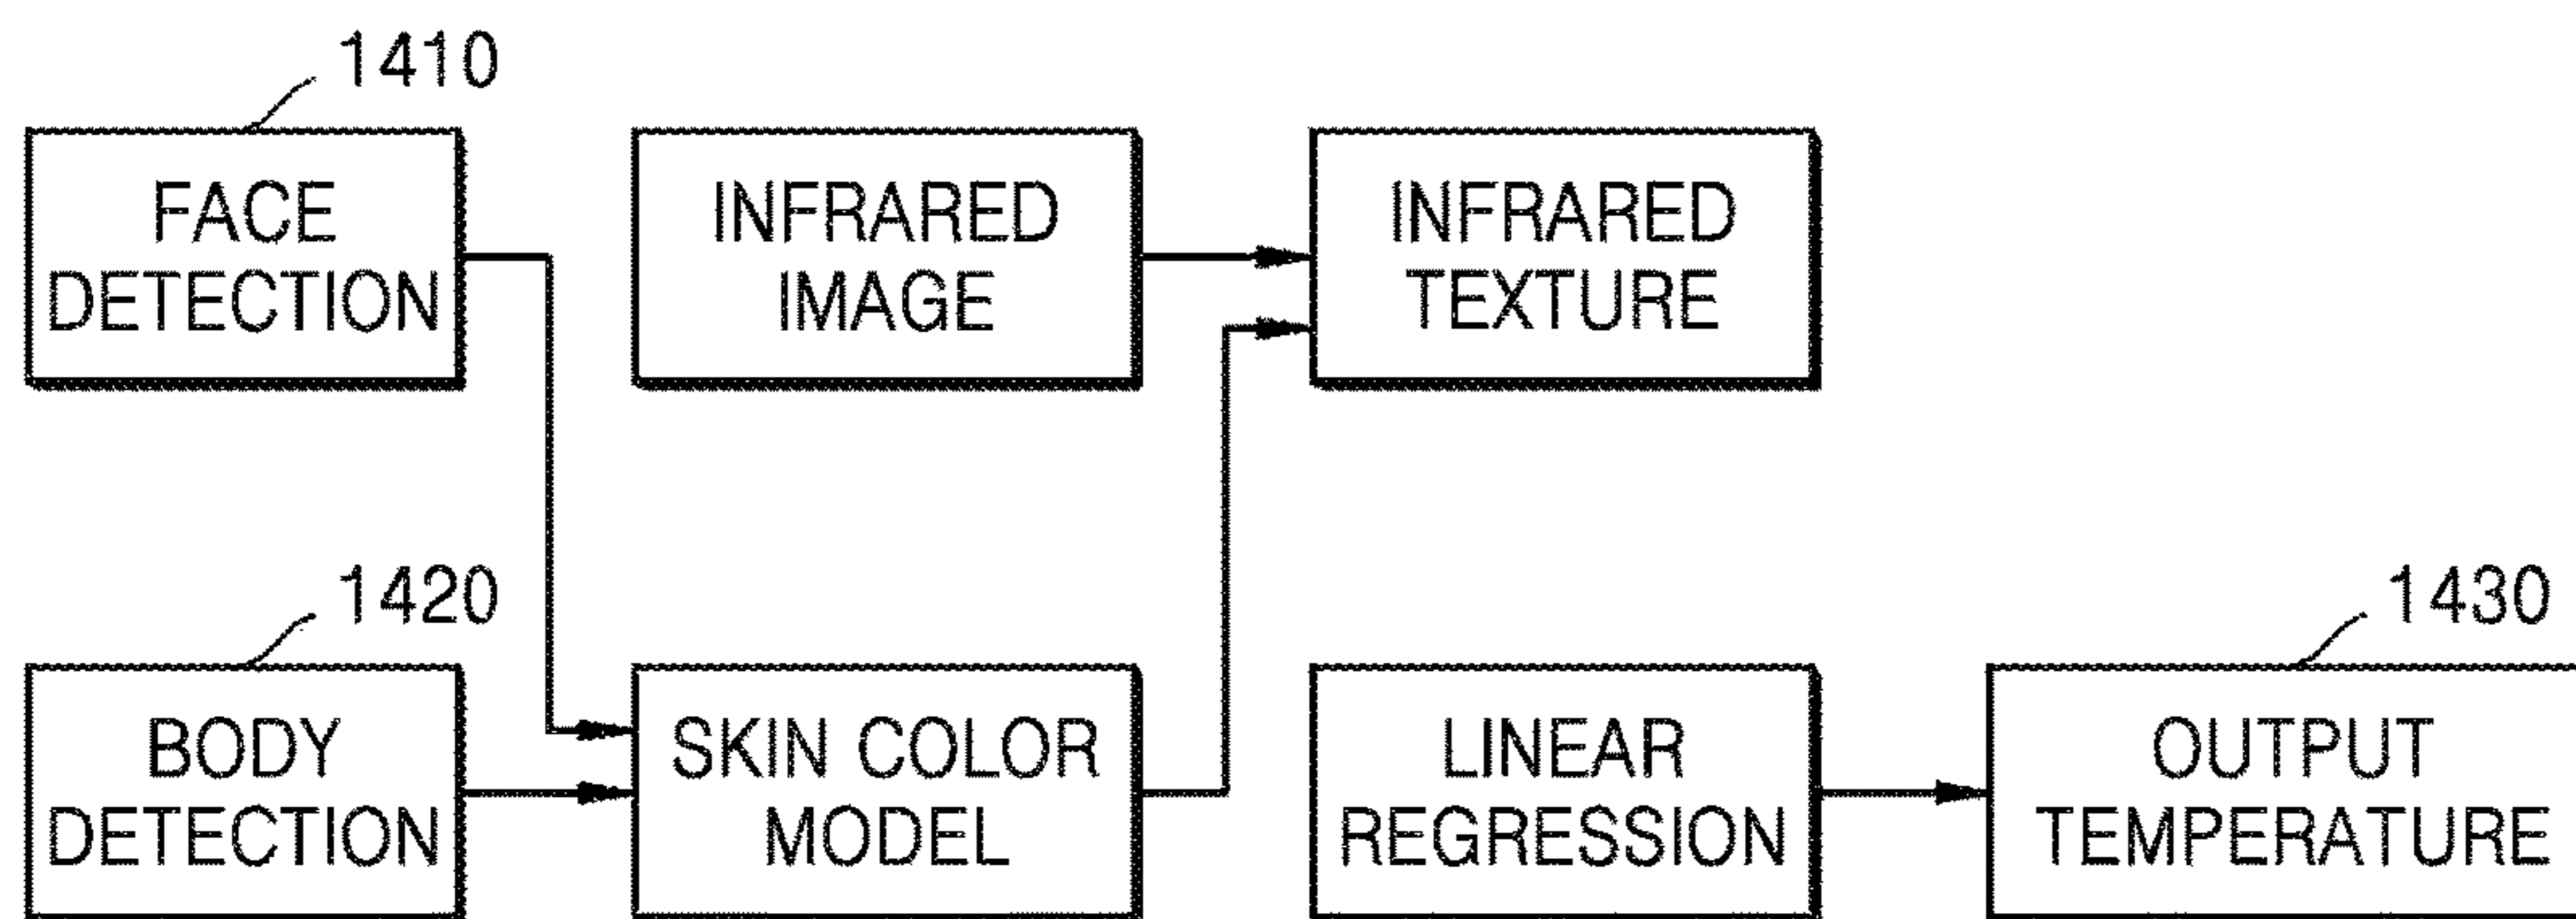 1410
FACE
DETECTION
INFRARED
IMAGE
INFRARED
TEXTURE
1420
BODY
DETECTION
SKIN COLOR
MODEL
LINEAR
REGRESSION
1430
OUTPUT
TEMPERATURE